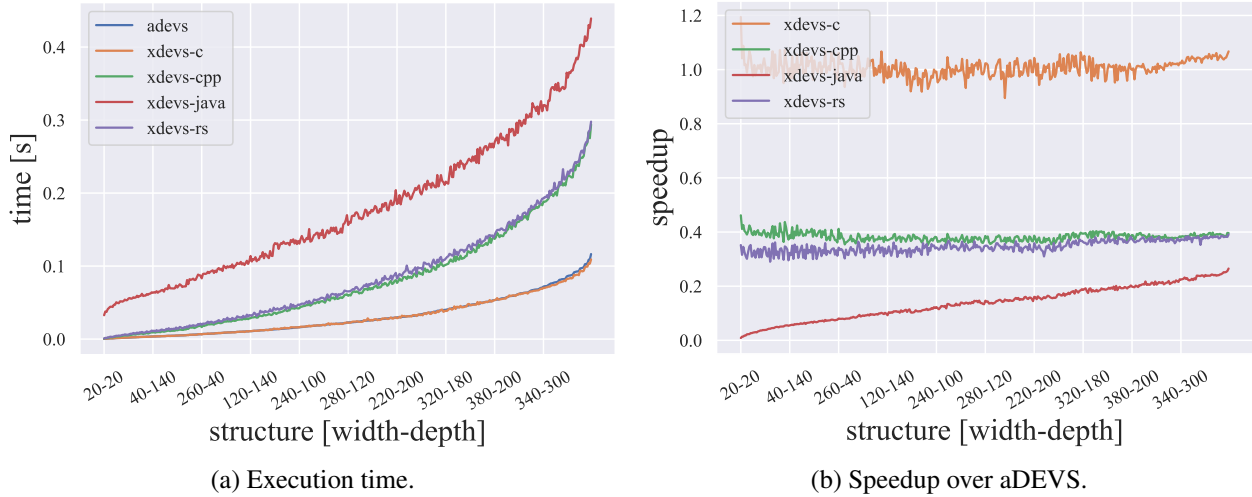 adevs
xdevs-c
xdevs-cpp
xdevs-java
xdevs-rs
0.4
0.3
0.2
0.1
0.0
time [s]
20-20
40-140
260-40
120-140
240-100
280-120
220-200
320-180
380-200
340-300
structure [width-depth]
(a) Execution time.
xdevs-c
xdevs-cpp
xdevs-java
xdevs-rs
1.2
1.0
0.8
0.6
0.4
0.2
0.0
speedup
20-20
40-140
260-40
120-140
240-100
280-120
220-200
320-180
380-200
340-300
structure [width-depth]
(b) Speedup over aDEVS.